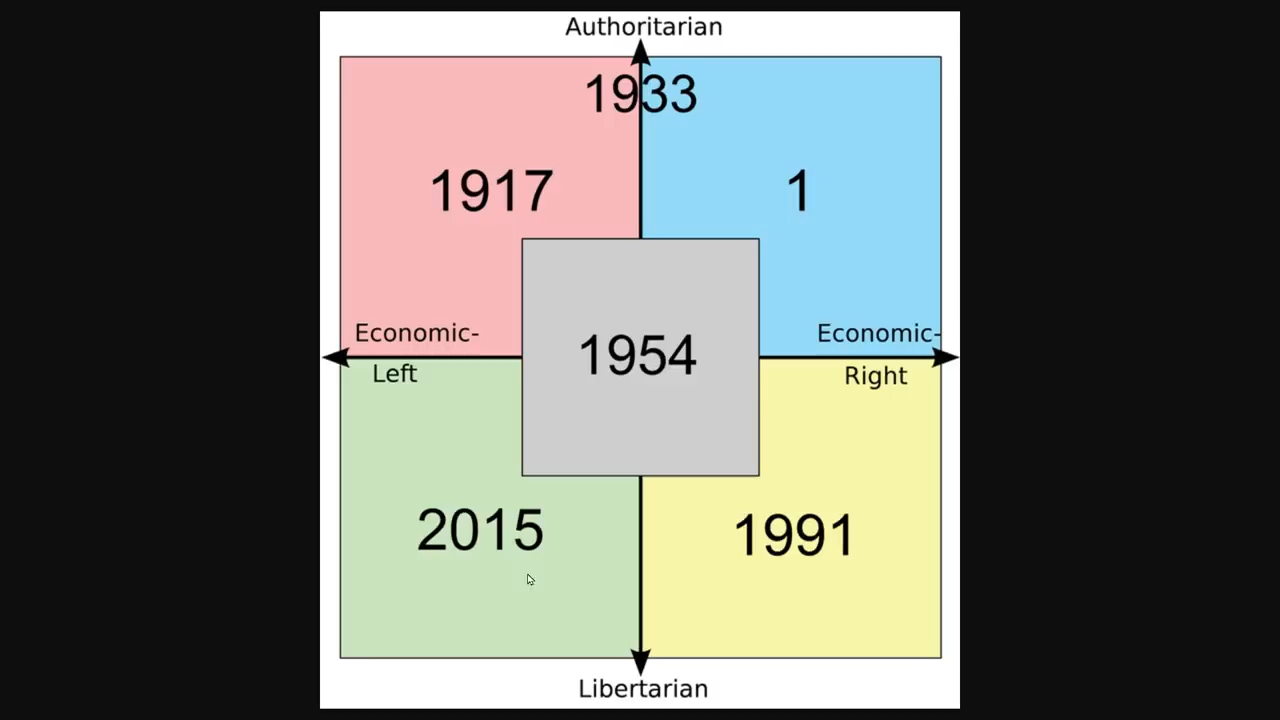 Authoritarian
1933
1917
1
Economic-
Left
Economic-
Right
1954
2015
1991
Libertarian